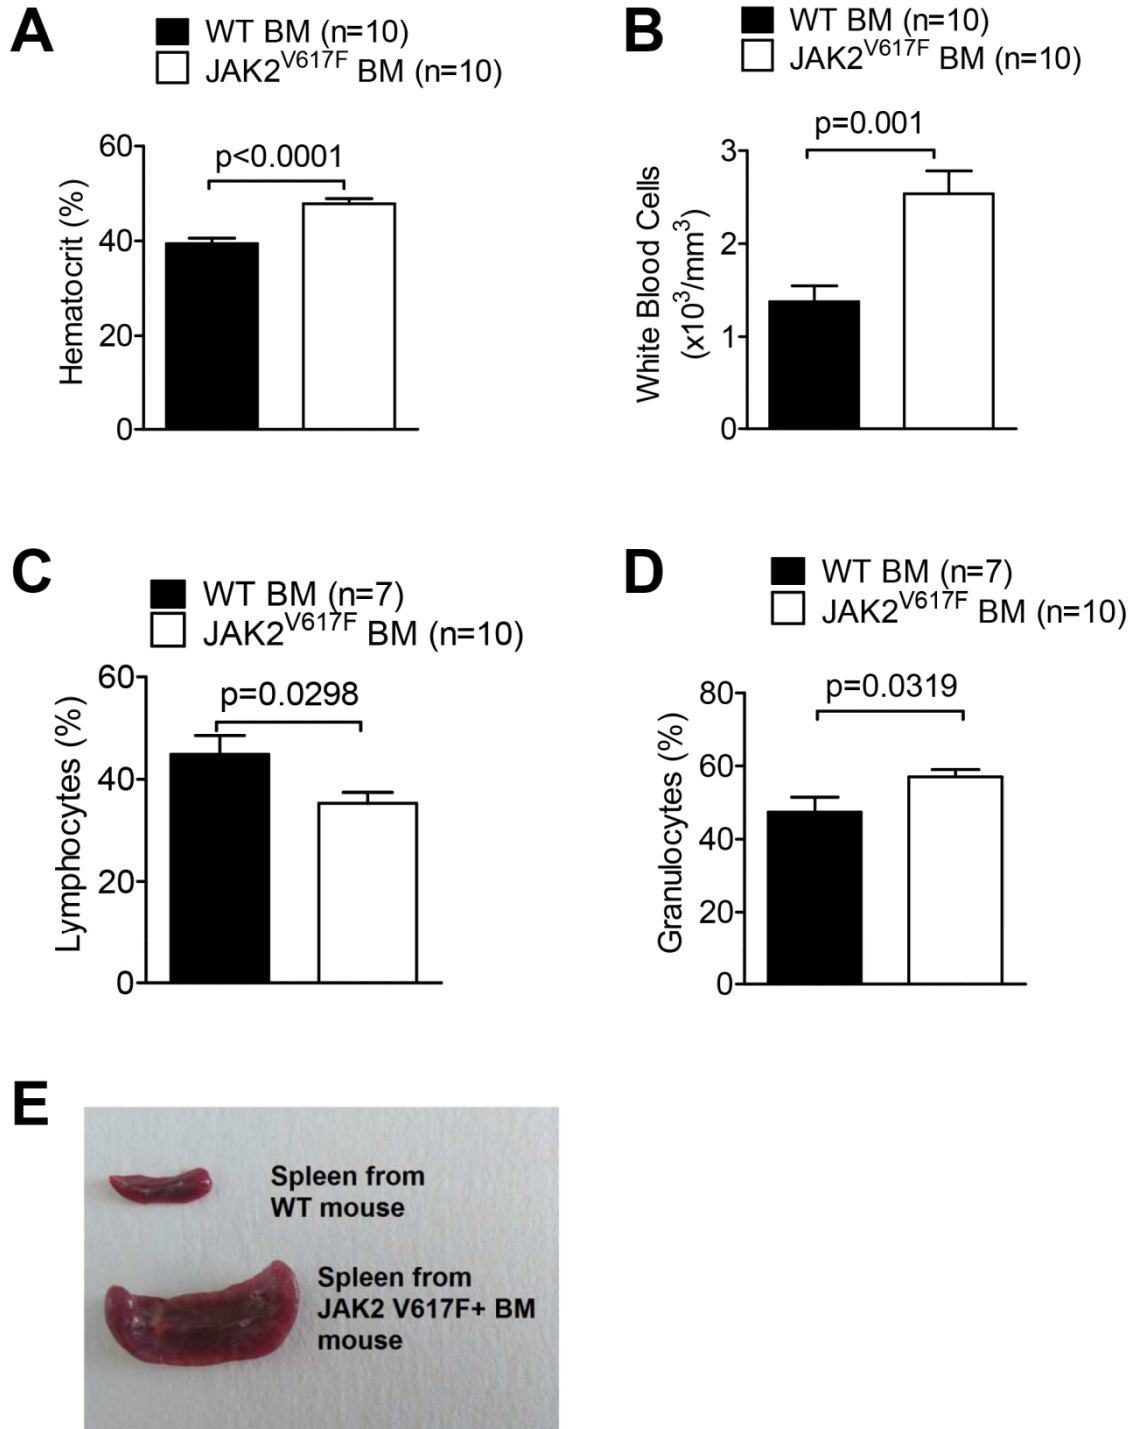 A
WT BM (n=10)
JAK2V617F BM (n=10)
60
40
20
0
Hematocrit (%)
p<0.0001
B
WT BM (n=10)
JAK2V617F BM (n=10)
3
2
1
0
White Blood Cells
(x10³/mm³)
p=0.001
C
WT BM (n=7)
JAK2V617F BM (n=10)
60
40
20
0
Lymphocytes (%)
p=0.0298
D
WT BM (n=7)
JAK2V617F BM (n=10)
80
60
40
20
0
Granulocytes (%)
p=0.0319
E
Spleen from
WT mouse
Spleen from
JAK2 V617F+ BM
mouse